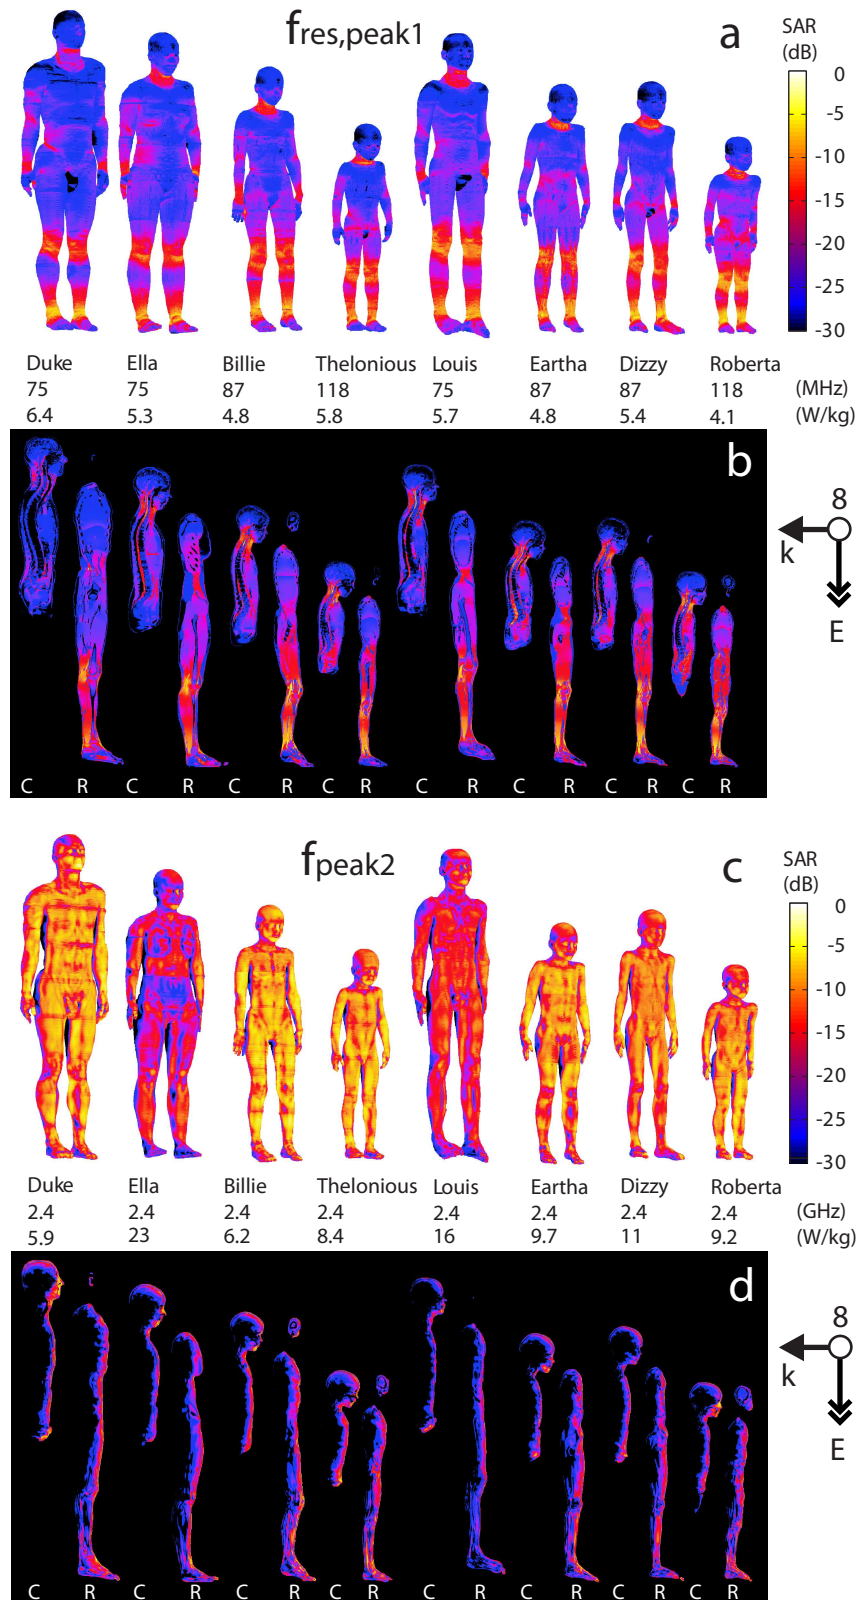 fres,peak1
a
SAR
(dB)
0
-5
-10
-15
-20
-25
-30
Duke Ella Billie Thelonious Louis Eartha Dizzy Roberta
75 75 87 118 75 87 87 118 (MHz)
6.4 5.3 4.8 5.8 5.7 4.8 5.4 4.1 (W/kg)
b
8
k
E
C R C R C R C R C R C R C R C R
fpeak2
c
SAR
(dB)
0
-5
-10
-15
-20
-25
-30
Duke Ella Billie Thelonious Louis Eartha Dizzy Roberta
2.4 2.4 2.4 2.4 2.4 2.4 2.4 2.4 (GHz)
5.9 23 6.2 8.4 16 9.7 11 9.2 (W/kg)
d
8
k
E
C R C R C R C R C R C R C R C R